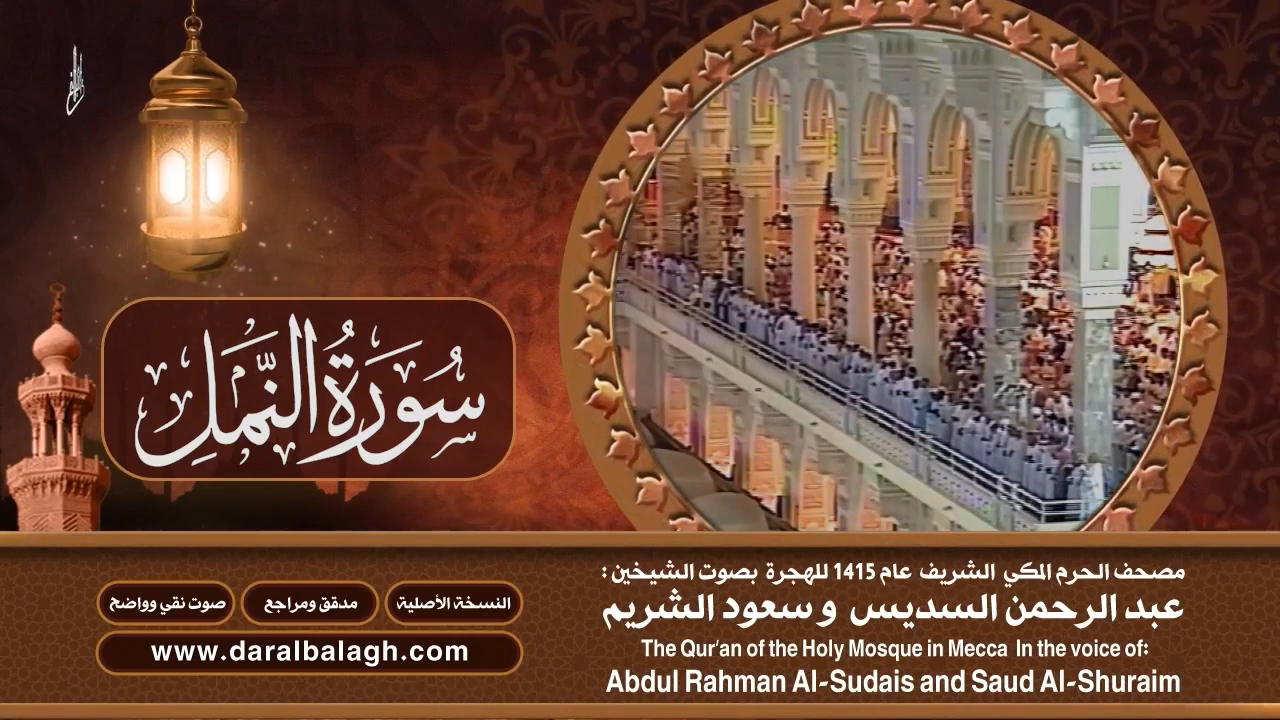 سُورَةُ النَّمل
مصحف الحرم المكي الشريف عام 1415 للهجرة بصوت الشيخين :
عبد الرحمن السديس و سعود الشريم
The Qur'an of the Holy Mosque in Mecca In the voice of:
Abdul Rahman Al-Sudais and Saud Al-Shuraim
النسخة الأصلية
مدقق ومراجع
صوت نقي وواضح
www.daralbalagh.com